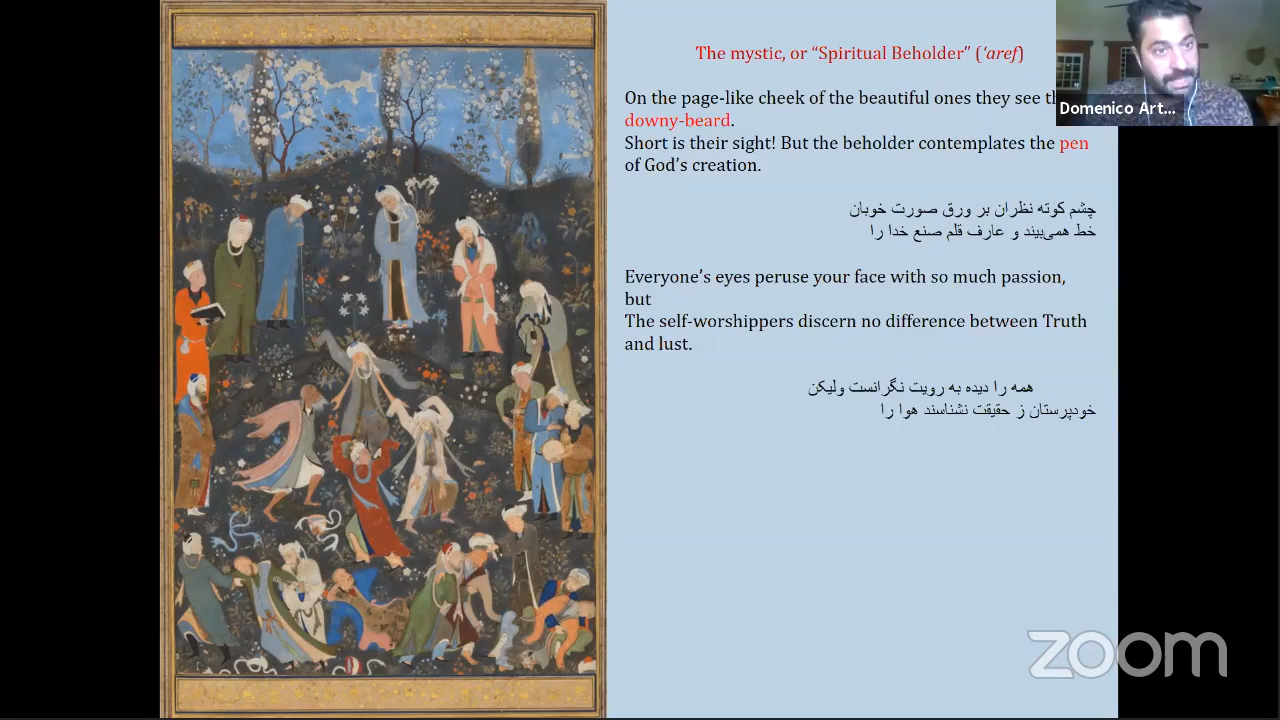 The mystic, or “Spiritual Beholder” (‘aref)
On the page-like cheek of the beautiful ones they see
downy-beard.
Short is their sight! But the beholder contemplates the pen
of God’s creation.
چشم کوته نظران بر ورق صورت خوبان
خط همی‌بیند و عارف قلم صنع خدا را
Everyone’s eyes peruse your face with so much passion,
but
The self-worshippers discern no difference between Truth
and lust.
همه را دیده به رویت نگرانست ولیکن
خودپرستان ز حقیقت نشناسند هوا را
Domenico Art...
zoom